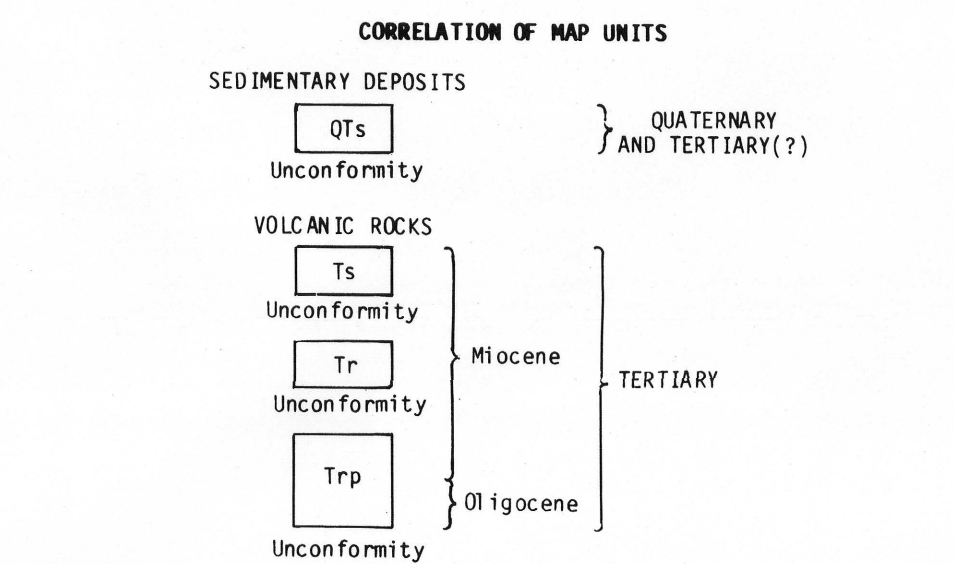 CORRELATION OF MAP UNITS
SEDIMENTARY DEPOSITS
QTs
QUATERNARY
AND TERTIARY(?)
Unconformity
VOLCANIC ROCKS
Ts
Unconformity
Miocene
Tr
TERTIARY
Unconformity
Trp
Oligocene
Unconformity